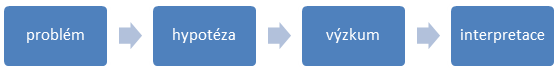 problém
hypotéza
výzkum
interpretace